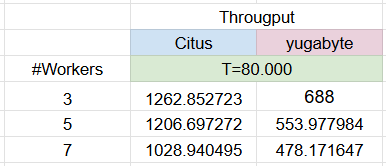 Througput
Citus yugabyte
#Workers T=80.000
3 1262.852723 688
5 1206.697272 553.977984
7 1028.940495 478.171647